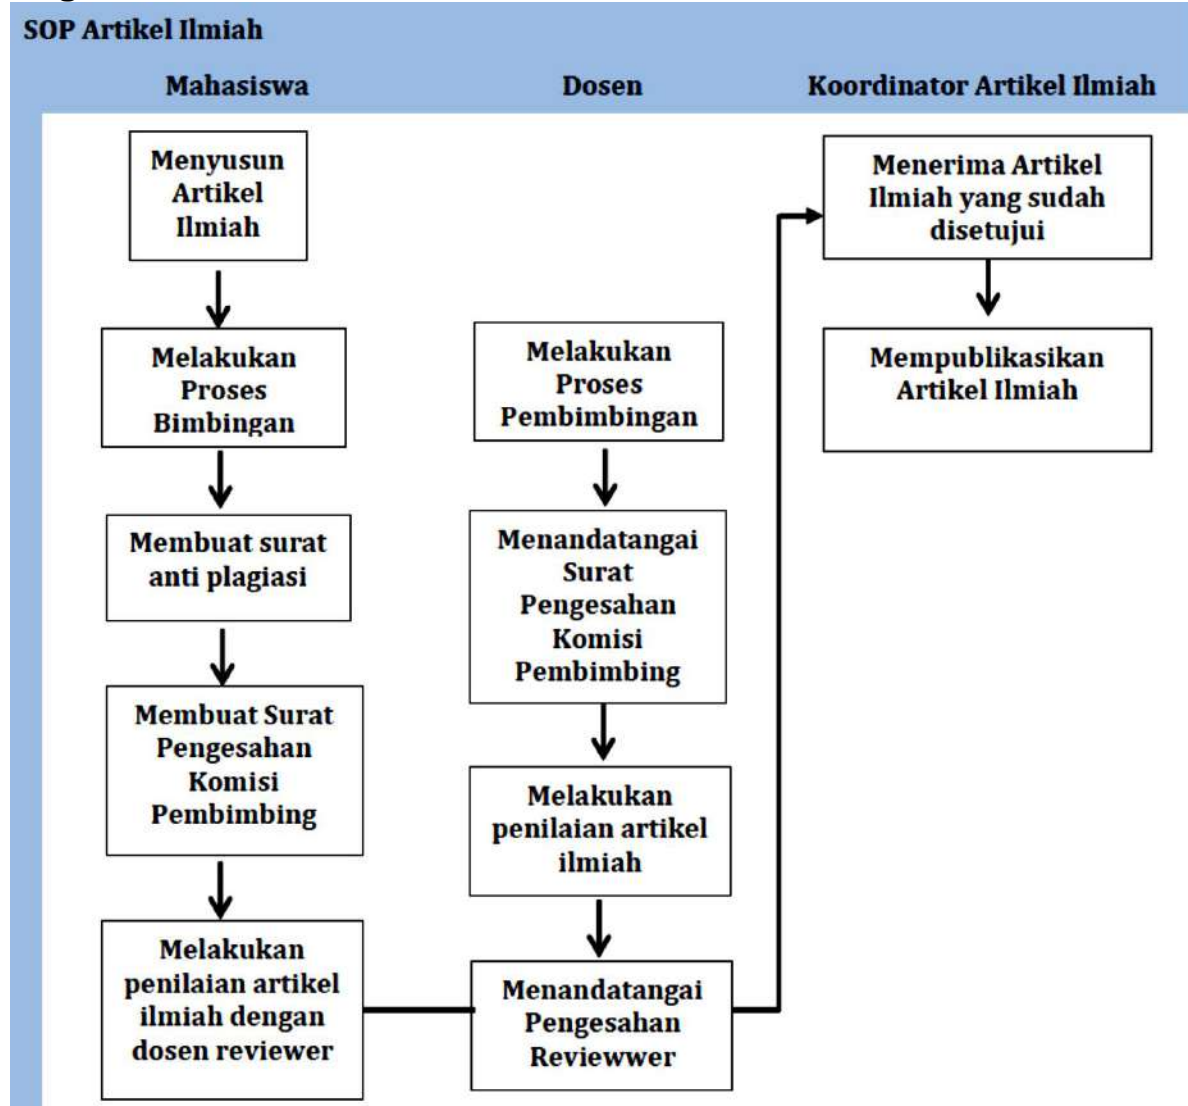 SOP Artikel Ilmiah
Mahasiswa
Dosen
Koordinator Artikel Ilmiah
Menyusun
Artikel
Ilmiah
Melakukan
Proses
Bimbingan
Membuat surat
anti plagiasi
Membuat Surat
Pengesahan
Komisi
Pembimbing
Melakukan
penilaian artikel
ilmiah dengan
dosen reviewer
Melakukan
Proses
Pembimbingan
Menandatangai
Surat
Pengesahan
Komisi
Pembimbing
Melakukan
penilaian artikel
ilmiah
Menandatangai
Pengesahan
Reviewwer
Menerima Artikel
Ilmiah yang sudah
disetujui
Mempublikasikan
Artikel Ilmiah